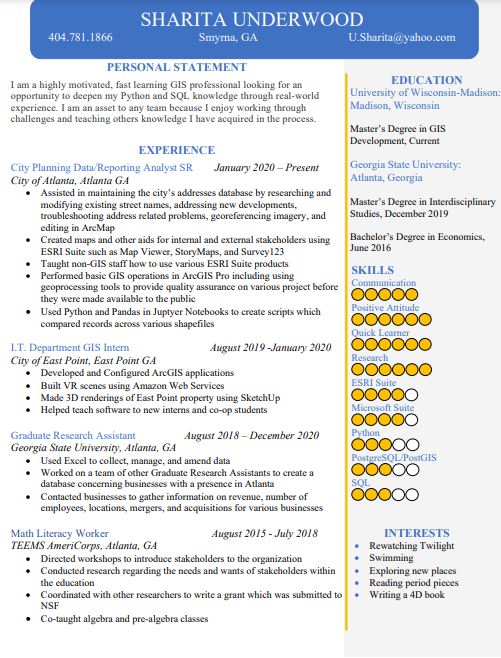 SHARITA UNDERWOOD
404.781.1866 Smyrna, GA U.Sharita@yahoo.com
PERSONAL STATEMENT
I am a highly motivated, fast learning GIS professional looking for an
opportunity to deepen my Python and SQL knowledge through real-world
experience. I am an asset to any team because I enjoy working through
challenges and teaching others knowledge I have acquired in the process.
EXPERIENCE
City Planning Data/Reporting Analyst SR January 2020 – Present
City of Atlanta, Atlanta GA
• Assisted in maintaining the city's addresses database by researching and
modifying existing street names, addressing new developments,
troubleshooting address related problems, georeferencing imagery, and
editing in ArcMap
• Created maps and other aids for internal and external stakeholders using
ESRI Suite such as Map Viewer, StoryMaps, and Survey123
• Taught non-GIS staff how to use various ESRI Suite products
• Performed basic GIS operations in ArcGIS Pro including using
geoprocessing tools to provide quality assurance on various project before
they were made available to the public
• Used Python and Pandas in Juptyer Notebooks to create scripts which
compared records across various shapefiles
I.T. Department GIS Intern August 2019 -January 2020
City of East Point, East Point GA
• Developed and Configured ArcGIS applications
• Built VR scenes using Amazon Web Services
• Made 3D renderings of East Point property using SketchUp
• Helped teach software to new interns and co-op students
Graduate Research Assistant August 2018 – December 2020
Georgia State University, Atlanta, GA
• Used Excel to collect, manage, and amend data
• Worked on a team of other Graduate Research Assistants to create a
database concerning businesses with a presence in Atlanta
• Contacted businesses to gather information on revenue, number of
employees, locations, mergers, and acquisitions for various businesses
Math Literacy Worker August 2015 - July 2018
TEEMS AmeriCorps, Atlanta, GA
• Directed workshops to introduce stakeholders to the organization
• Conducted research regarding the needs and wants of stakeholders within
the education
• Coordinated with other researchers to write a grant which was submitted to
NSF
• Co-taught algebra and pre-algebra classes
EDUCATION
University of Wisconsin-Madison:
Madison, Wisconsin
Master's Degree in GIS
Development, Current
Georgia State University:
Atlanta, Georgia
Master's Degree in Interdisciplinary
Studies, December 2019
Bachelor's Degree in Economics,
June 2016
SKILLS
Communication
Positive Attitude
Quick Learner
Research
ESRI Suite
Microsoft Suite
Python
PostgreSQL/PostGIS
SQL
INTERESTS
• Rewatching Twilight
• Swimming
• Exploring new places
• Reading period pieces
• Writing a 4D book